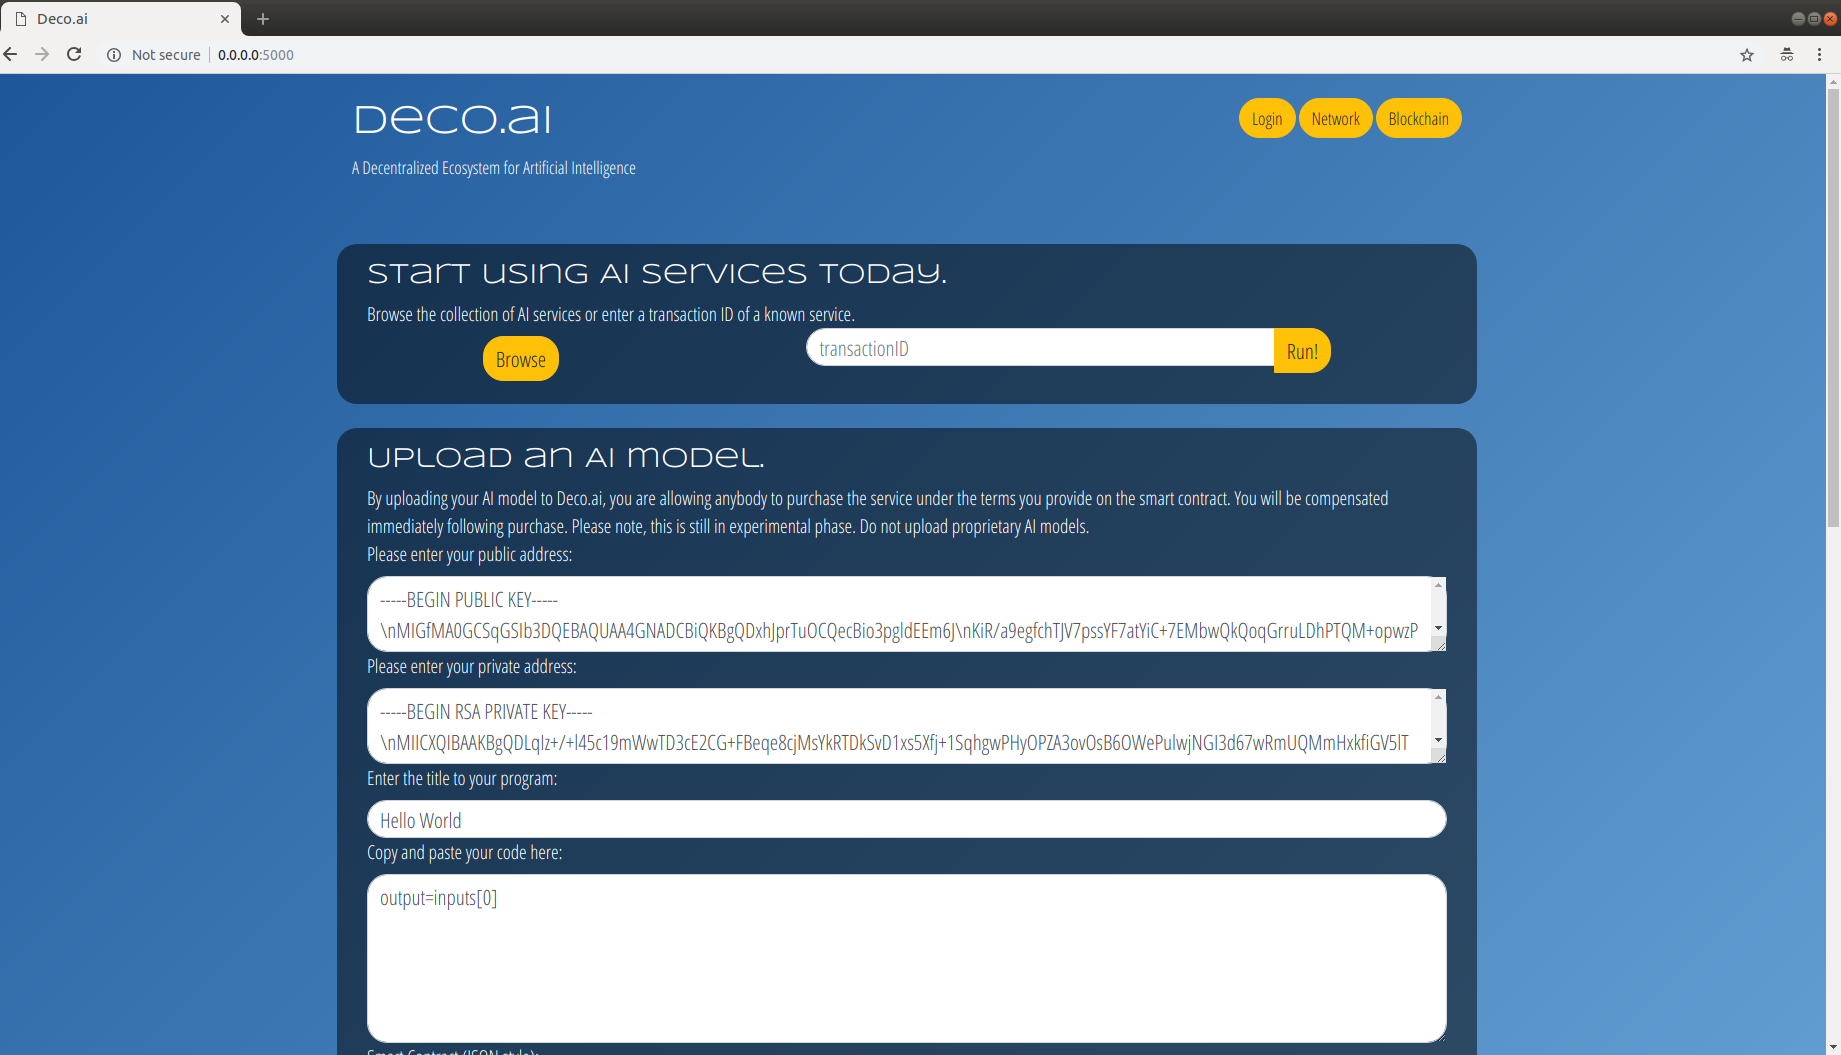 Deco.ai
Not secure
0.0.0.0:5000
Deco.ai
Login
Network
Blockchain
A Decentralized Ecosystem for Artificial Intelligence
Start using AI services today.
Browse the collection of AI services or enter a transaction ID of a known service.
Browse
transactionID
Run!
Upload an AI model.
By uploading your AI model to Deco.ai, you are allowing anybody to purchase the service under the terms you provide on the smart contract. You will be compensated
immediately following purchase. Please note, this is still in experimental phase. Do not upload proprietary AI models.
Please enter your public address:
-----BEGIN PUBLIC KEY-----
\nMIGfMA0GCSqGSIb3DQEBAQUAA4GNADCBiQKBgQDxhJprTuOCQecBio3pgldEEm6J\nKiR/a9egfchTJV7pssYF7atYiC+7EMbwQkQoqGrruLDhPTQM+opwzP
Please enter your private address:
-----BEGIN RSA PRIVATE KEY-----
\nMIICXQIBAAKBgQDLqIz+/+l45c19mWwTD3cE2CG+FBeqe8cjMsYkRTDkSvD1xs5Xfj+1SqhgwPHyOPZA3ovOsB6OWePulwjNGI3d67wRmUQMmHxkfiGV5lT
Enter the title to your program:
Hello World
Copy and paste your code here:
output=inputs[0]
Smart Contract (JSON style):